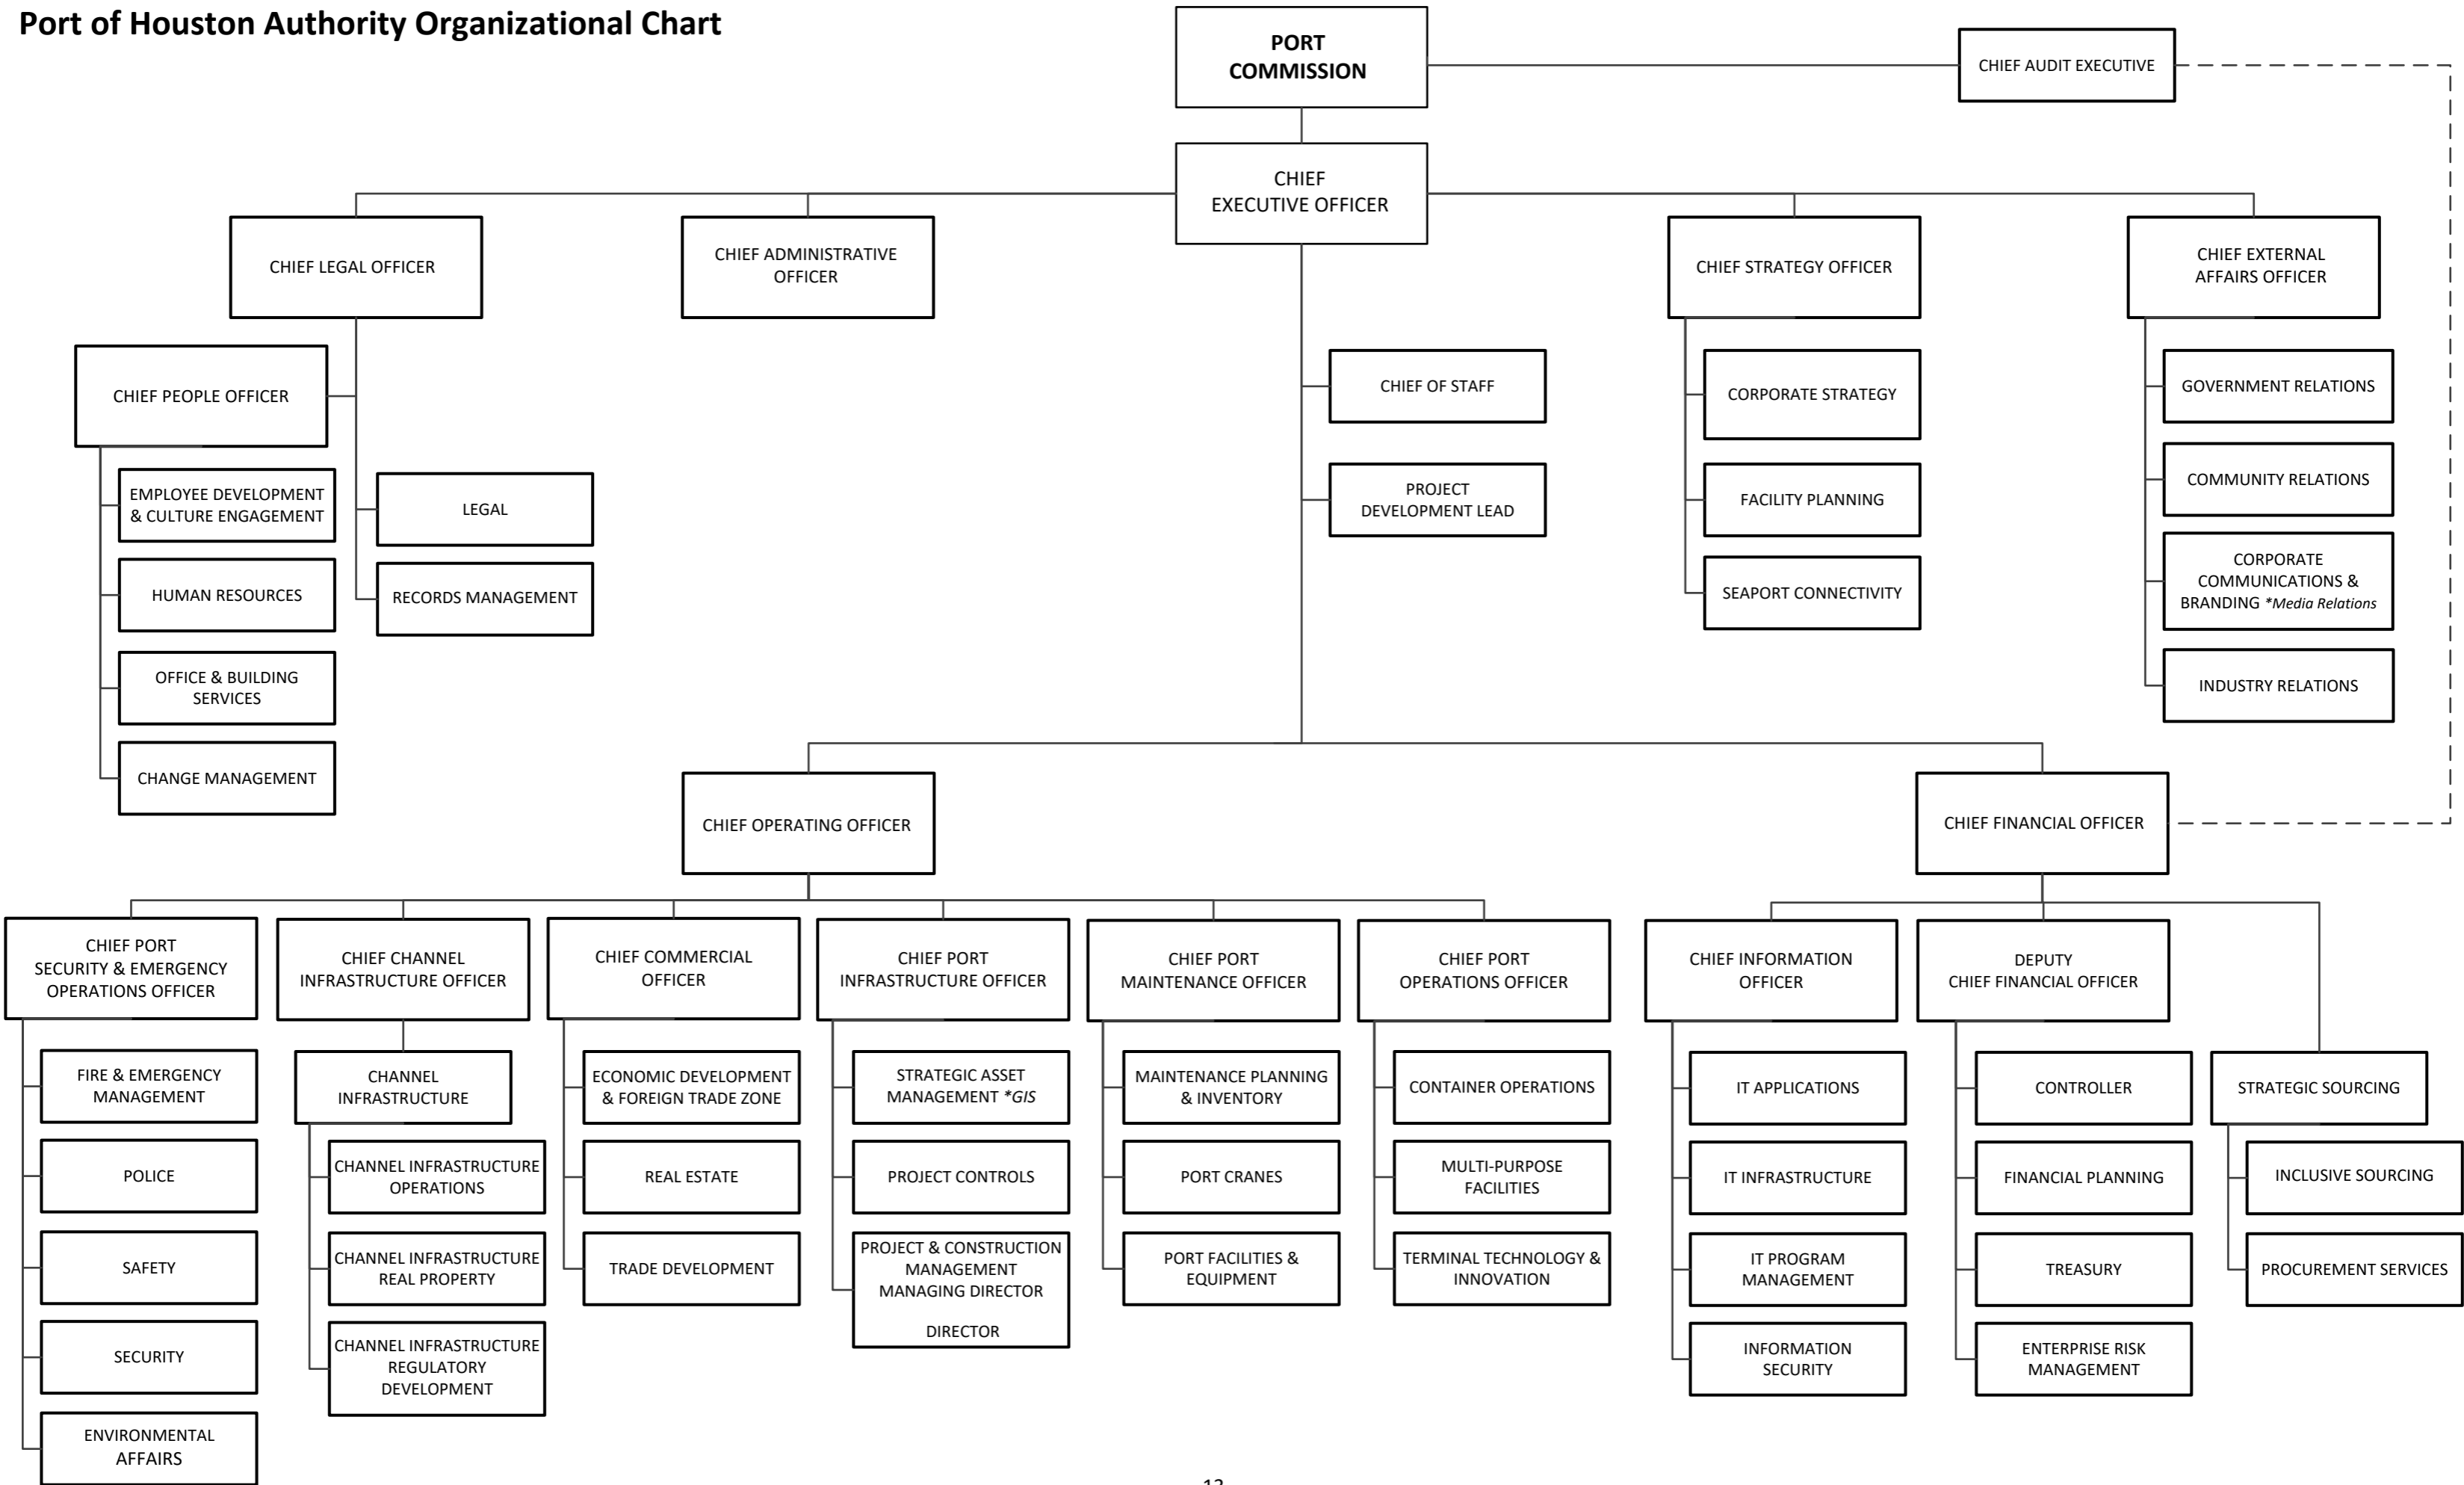 Port of Houston Authority Organizational Chart
PORT
COMMISSION
CHIEF AUDIT EXECUTIVE
CHIEF
EXECUTIVE OFFICER
CHIEF LEGAL OFFICER
CHIEF ADMINISTRATIVE
OFFICER
CHIEF STRATEGY OFFICER
CHIEF EXTERNAL
AFFAIRS OFFICER
CHIEF PEOPLE OFFICER
EMPLOYEE DEVELOPMENT
& CULTURE ENGAGEMENT
HUMAN RESOURCES
OFFICE & BUILDING
SERVICES
CHANGE MANAGEMENT
LEGAL
RECORDS MANAGEMENT
CHIEF OF STAFF
PROJECT
DEVELOPMENT LEAD
CORPORATE STRATEGY
FACILITY PLANNING
SEAPORT CONNECTIVITY
GOVERNMENT RELATIONS
COMMUNITY RELATIONS
CORPORATE
COMMUNICATIONS &
BRANDING *Media Relations
INDUSTRY RELATIONS
CHIEF OPERATING OFFICER
CHIEF FINANCIAL OFFICER
CHIEF PORT
SECURITY & EMERGENCY
OPERATIONS OFFICER
FIRE & EMERGENCY
MANAGEMENT
POLICE
SAFETY
SECURITY
ENVIRONMENTAL
AFFAIRS
CHIEF CHANNEL
INFRASTRUCTURE OFFICER
CHANNEL
INFRASTRUCTURE
CHANNEL INFRASTRUCTURE
OPERATIONS
CHANNEL INFRASTRUCTURE
REAL PROPERTY
CHANNEL INFRASTRUCTURE
REGULATORY
DEVELOPMENT
CHIEF COMMERCIAL
OFFICER
ECONOMIC DEVELOPMENT
& FOREIGN TRADE ZONE
REAL ESTATE
TRADE DEVELOPMENT
CHIEF PORT
INFRASTRUCTURE OFFICER
STRATEGIC ASSET
MANAGEMENT *GIS
PROJECT CONTROLS
PROJECT & CONSTRUCTION
MANAGEMENT
MANAGING DIRECTOR
DIRECTOR
CHIEF PORT
MAINTENANCE OFFICER
MAINTENANCE PLANNING
& INVENTORY
PORT CRANES
PORT FACILITIES &
EQUIPMENT
CHIEF PORT
OPERATIONS OFFICER
CONTAINER OPERATIONS
MULTI-PURPOSE
FACILITIES
TERMINAL TECHNOLOGY &
INNOVATION
CHIEF INFORMATION
OFFICER
IT APPLICATIONS
IT INFRASTRUCTURE
IT PROGRAM
MANAGEMENT
INFORMATION
SECURITY
DEPUTY
CHIEF FINANCIAL OFFICER
CONTROLLER
FINANCIAL PLANNING
TREASURY
ENTERPRISE RISK
MANAGEMENT
STRATEGIC SOURCING
INCLUSIVE SOURCING
PROCUREMENT SERVICES